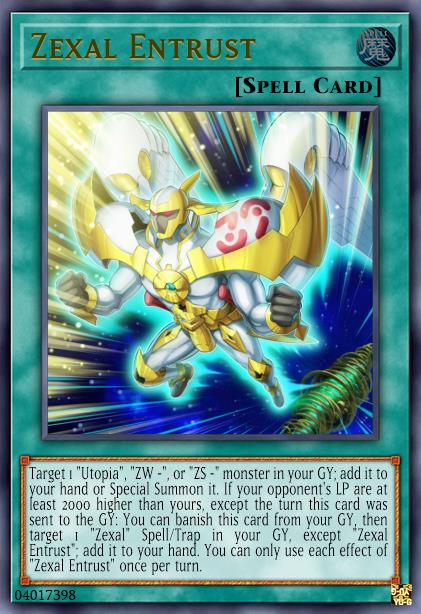 Zexal Entrust
魔
[Spell Card]
Target 1 "Utopia", "ZW -", or "ZS -" monster in your GY; add it to
your hand or Special Summon it. If your opponent's LP are at
least 2000 higher than yours, except the turn this card was
sent to the GY: You can banish this card from your GY, then
target 1 "Zexal" Spell/Trap in your GY, except "Zexal
Entrust"; add it to your hand. You can only use each effect of
"Zexal Entrust" once per turn.
04017398